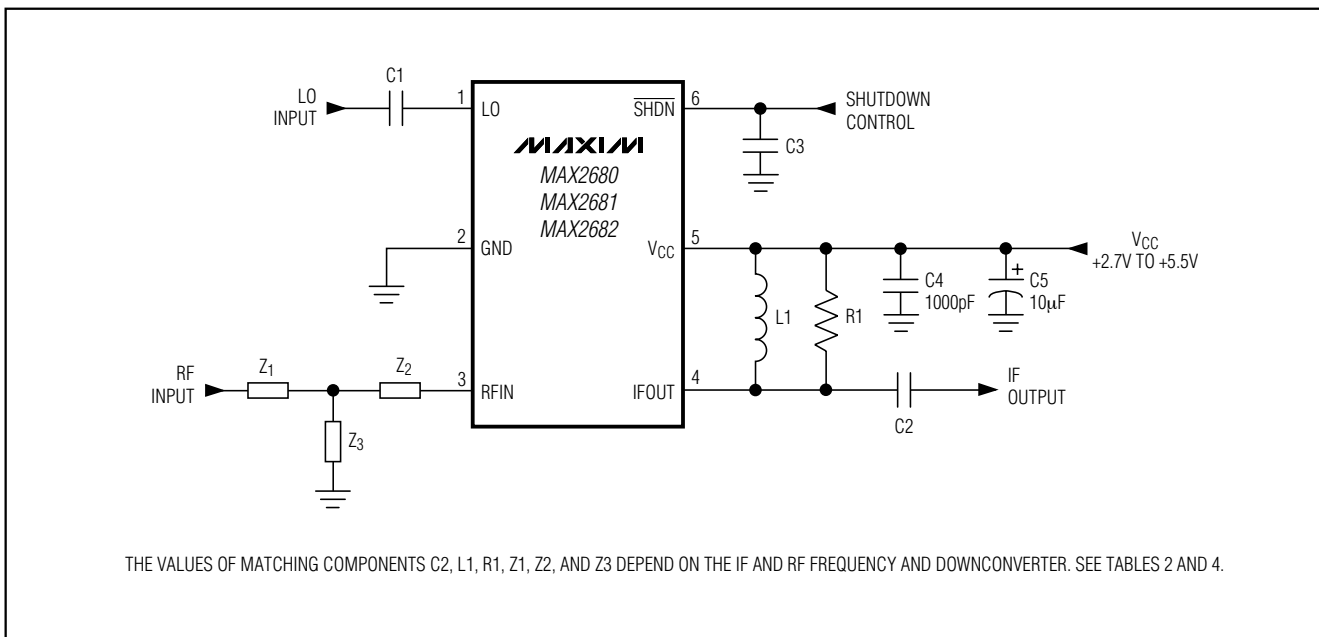 C1
LO
INPUT
1
LO
SHDN
6
SHUTDOWN
CONTROL
C3
MAXIM
MAX2680
MAX2681
MAX2682
2
GND
VCC
5
VCC
+2.7V TO +5.5V
C4
1000pF
+
C5
10µF
L1
R1
RF
INPUT
Z1
Z2
3
RFIN
IFOUT
4
IF
OUTPUT
C2
Z3
THE VALUES OF MATCHING COMPONENTS C2, L1, R1, Z1, Z2, AND Z3 DEPEND ON THE IF AND RF FREQUENCY AND DOWNCONVERTER. SEE TABLES 2 AND 4.